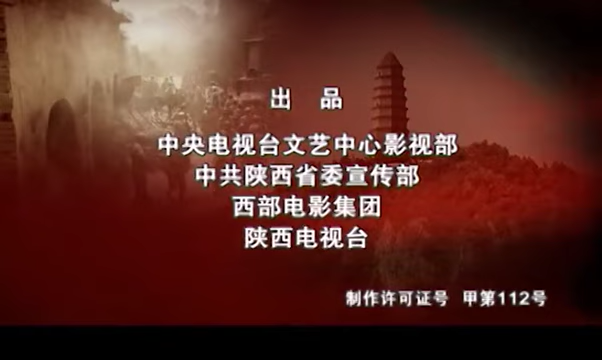 出 品
中央电视台文艺中心影视部
中共陕西省委宣传部
西部电影集团
陕西电视台
制作许可证号 甲第112号